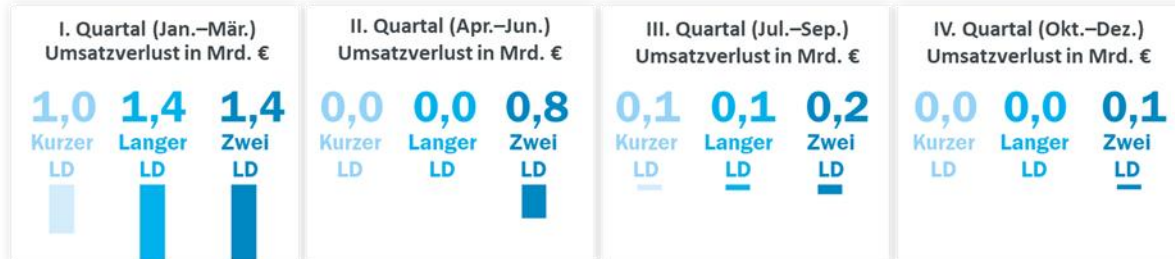 I. Quartal (Jan.–Mär.)
Umsatzverlust in Mrd. €
1,0 1,4 1,4
Kurzer Langer Zwei
LD LD LD
II. Quartal (Apr.–Jun.)
Umsatzverlust in Mrd. €
0,0 0,0 0,8
Kurzer Langer Zwei
LD LD LD
III. Quartal (Jul.–Sep.)
Umsatzverlust in Mrd. €
0,1 0,1 0,2
Kurzer Langer Zwei
LD LD LD
IV. Quartal (Okt.–Dez.)
Umsatzverlust in Mrd. €
0,0 0,0 0,1
Kurzer Langer Zwei
LD LD LD